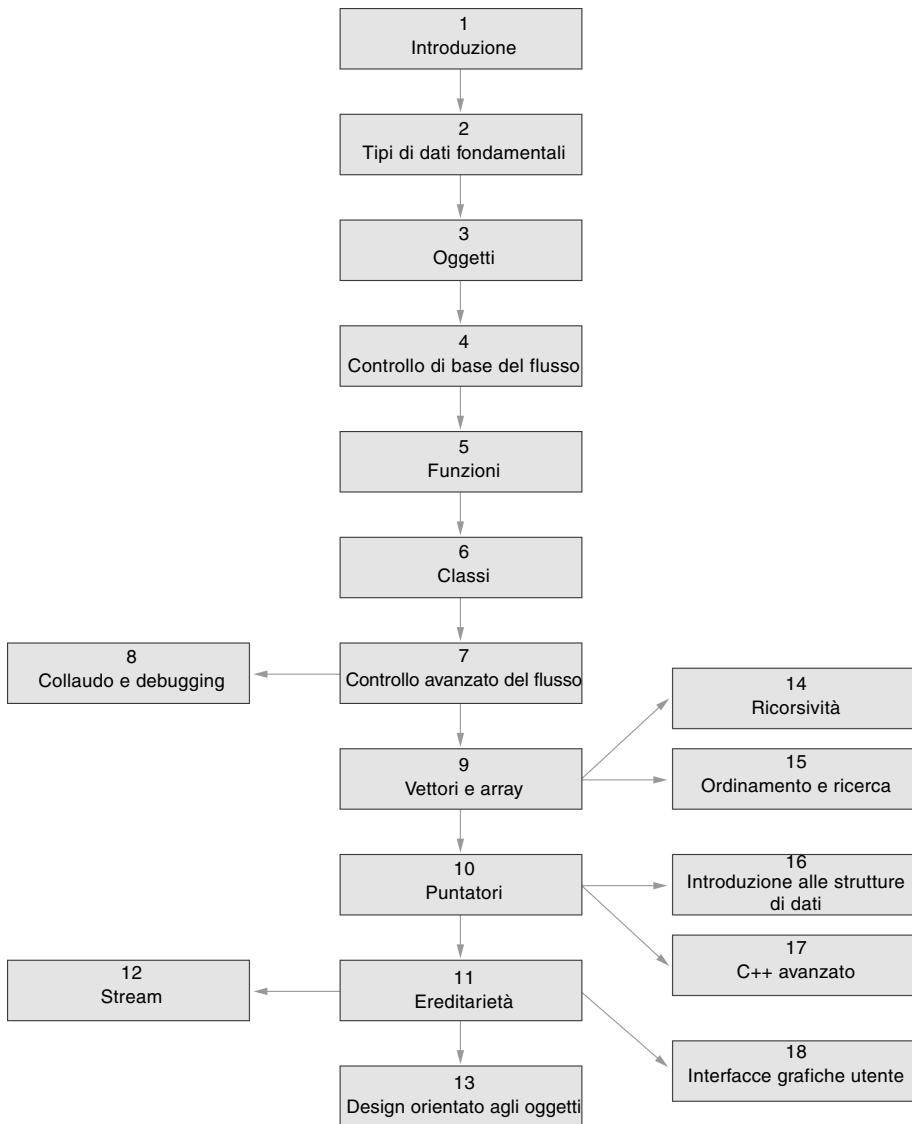 1
Introduzione
2
Tipi di dati fondamentali
3
Oggetti
4
Controllo di base del flusso
5
Funzioni
6
Classi
8
Collaudo e debugging
7
Controllo avanzato del flusso
14
Ricorsività
9
Vettori e array
15
Ordinamento e ricerca
10
Puntatori
16
Introduzione alle strutture
di dati
17
C++ avanzato
12
Stream
11
Ereditarietà
18
Interfacce grafiche utente
13
Design orientato agli oggetti